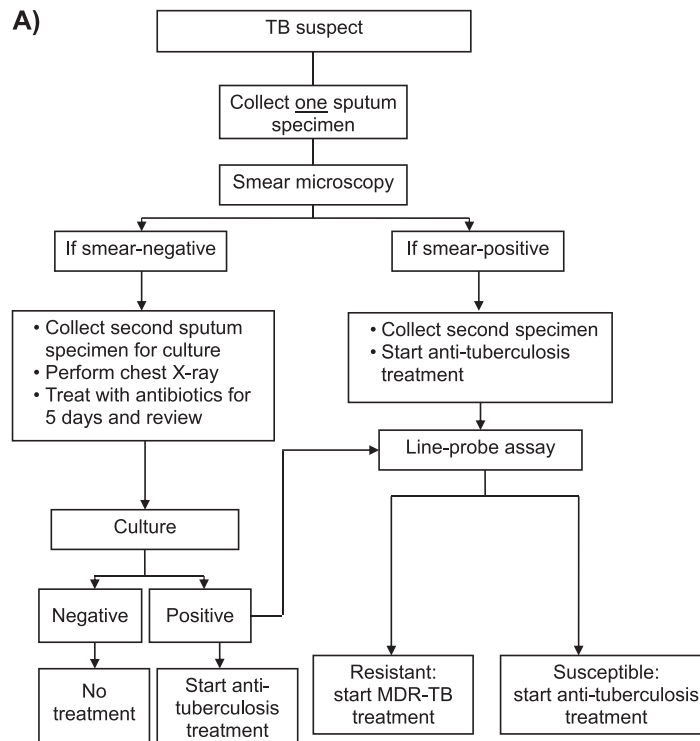 A)
TB suspect
Collect one sputum
specimen
Smear microscopy
If smear-negative
If smear-positive
• Collect second sputum
specimen for culture
• Perform chest X-ray
• Treat with antibiotics for
5 days and review
• Collect second specimen
• Start anti-tuberculosis
treatment
Line-probe assay
Culture
Negative
Positive
No
treatment
Start anti-
tuberculosis
treatment
Resistant:
start MDR-TB
treatment
Susceptible:
start anti-tuberculosis
treatment